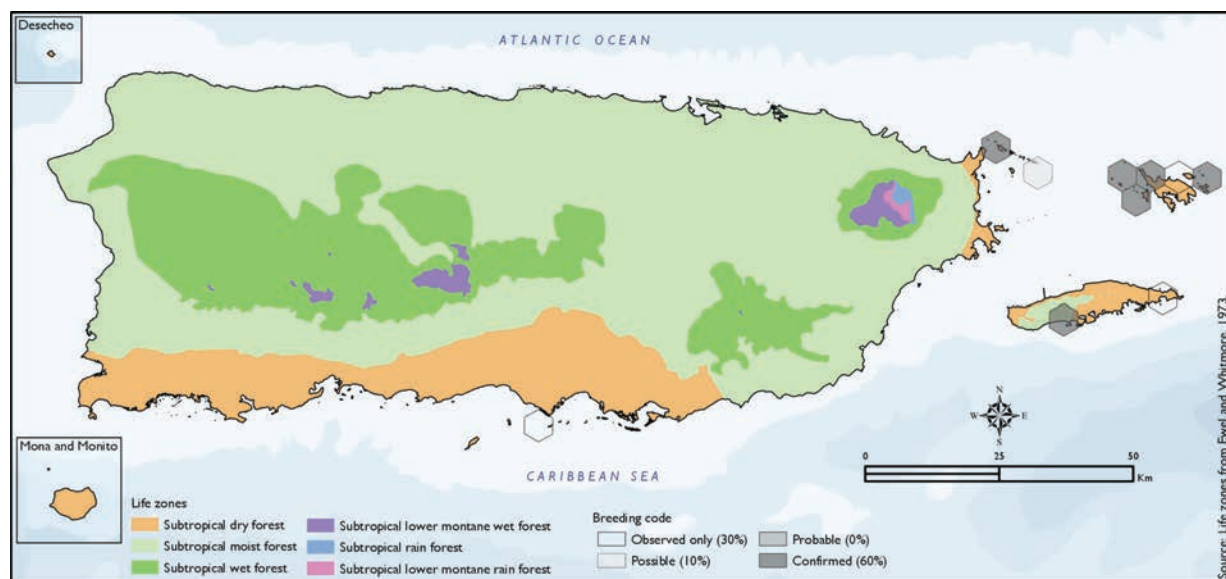 Desecheo
ATLANTIC OCEAN
Mona and Monito
CARIBBEAN SEA
N
W E
S
0 25 50
Km
Life zones
Subtropical dry forest
Subtropical moist forest
Subtropical wet forest
Subtropical lower montane wet forest
Subtropical rain forest
Subtropical lower montane rain forest
Breeding code
Observed only (30%)
Possible (10%)
Probable (0%)
Confirmed (60%)
Source: Life zones from Ewel and Whitmore, 1973